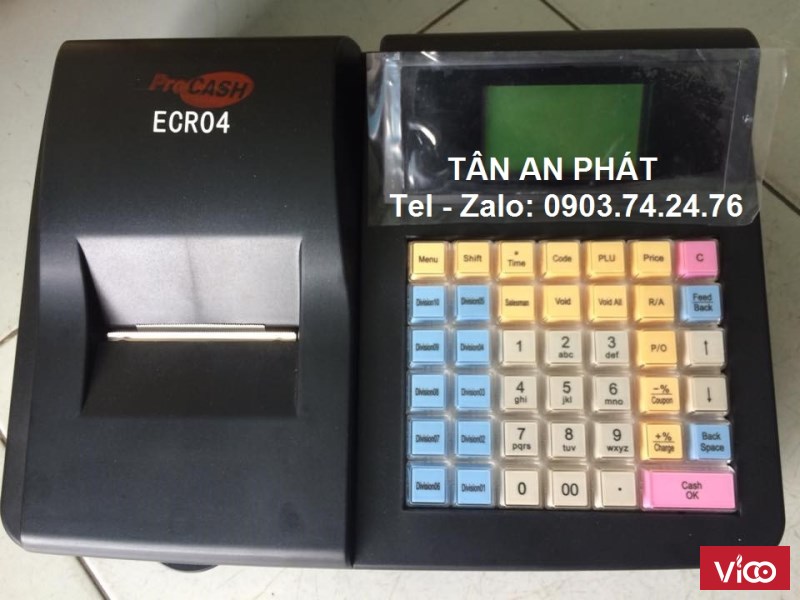 ProCASH
ECR04
TÂN AN PHÁT
Tel - Zalo: 0903.74.24.76
Menu Shift * Time Code PLU Price C
Division10 Division05 Salesman Void Void All R/A Feed Back
Division09 Division04 1 2 abc 3 def P/O ↑
Division08 Division03 4 ghi 5 jkl 6 mno -% Coupon ↓
Division07 Division02 7 pqrs 8 tuv 9 wxyz +% Charge Back Space
Division06 Division01 0 00 . Cash OK
VICO